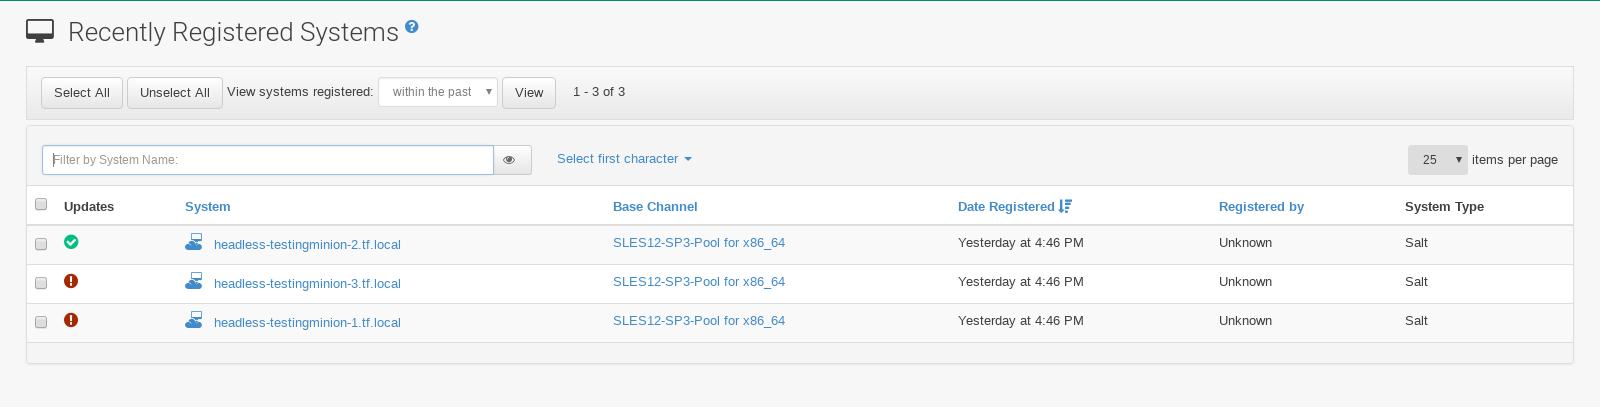 Recently Registered Systems ?
Select All Unselect All View systems registered: within the past View 1 - 3 of 3
Filter by System Name: Select first character 25 items per page
Updates System Base Channel Date Registered Registered by System Type
headless-testingminion-2.tf.local SLES12-SP3-Pool for x86_64 Yesterday at 4:46 PM Unknown Salt
headless-testingminion-3.tf.local SLES12-SP3-Pool for x86_64 Yesterday at 4:46 PM Unknown Salt
headless-testingminion-1.tf.local SLES12-SP3-Pool for x86_64 Yesterday at 4:46 PM Unknown Salt